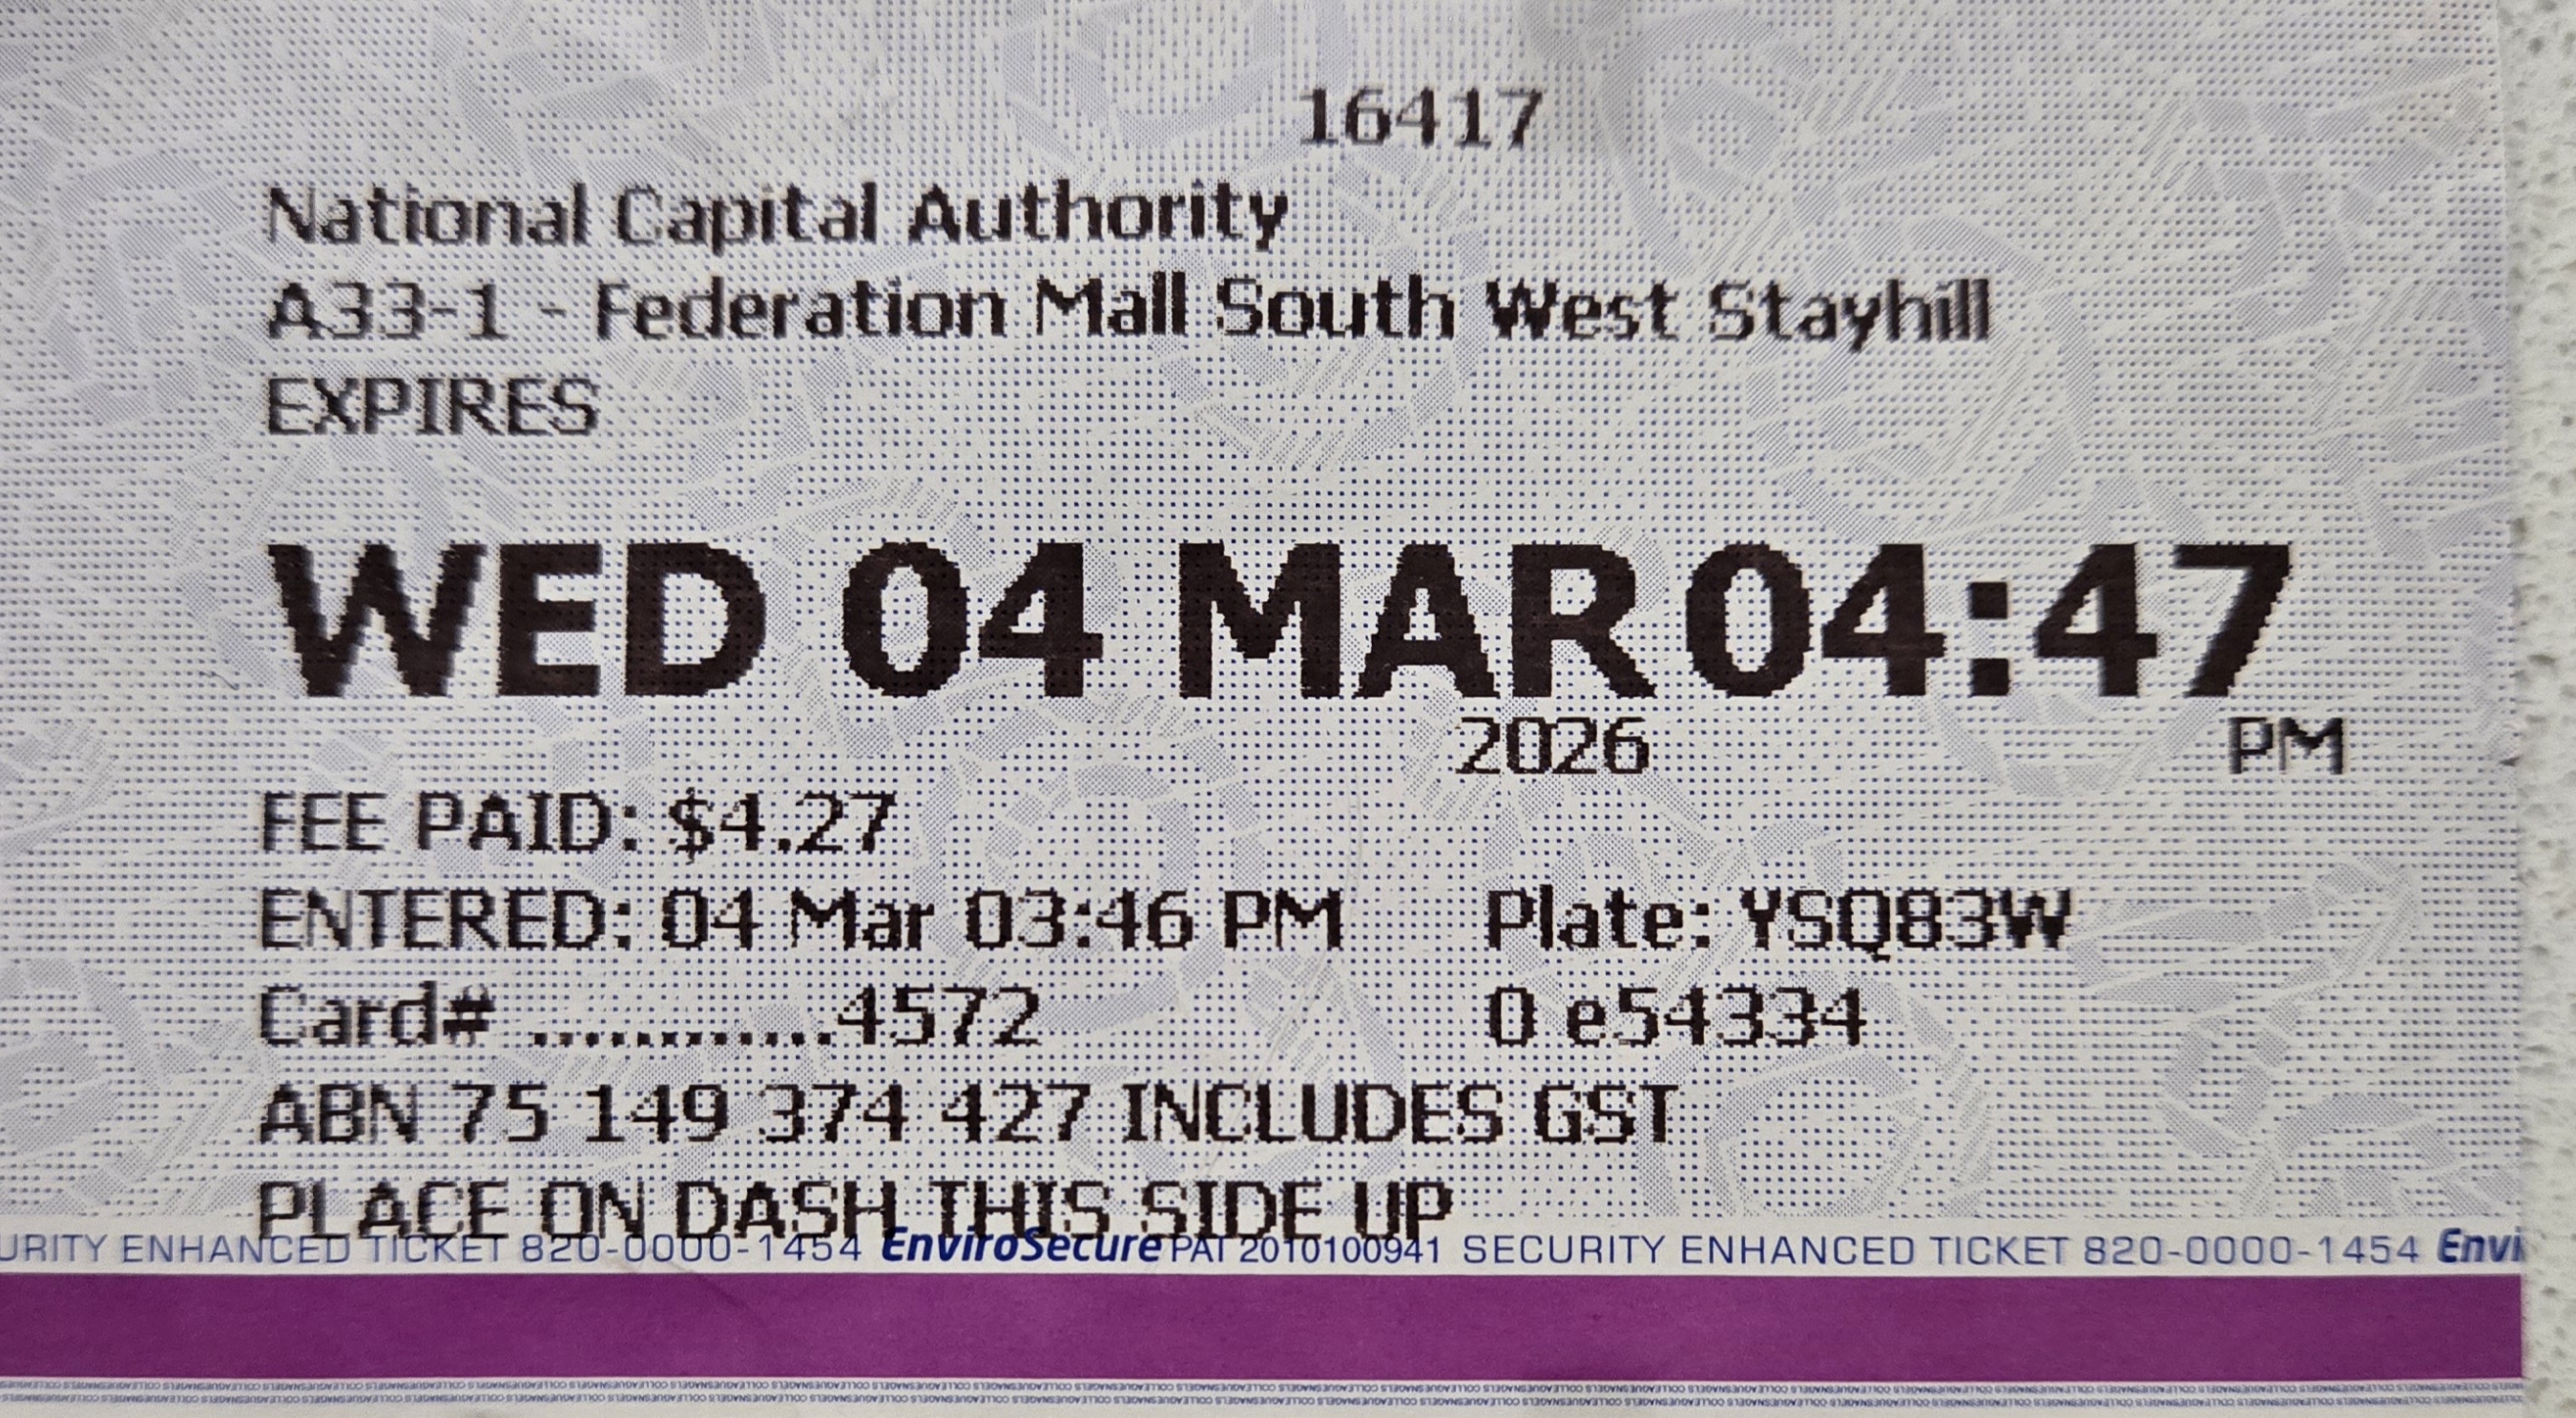 16417
National Capital Authority
A33-1 - Federation Mall South West Stayhill
EXPIRES
WED 04 MAR 04:47
2026 PM
FEE PAID: $4.27
ENTERED: 04 Mar 03:46 PM Plate: YSQ83W
Card# ............4572 0 e54334
ABN 75 149 374 427 INCLUDES GST
PLACE ON DASH THIS SIDE UP
URITY ENHANCED TICKET 820-0000-1454 EnviroSecure PAT 2010100941 SECURITY ENHANCED TICKET 820-0000-1454 Envi